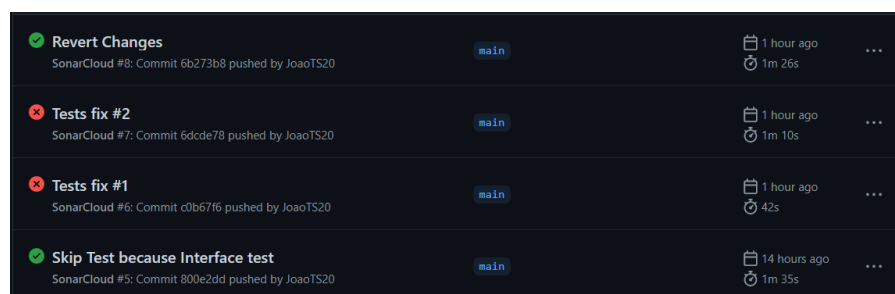 Revert Changes
SonarCloud #8: Commit 6b273b8 pushed by JoaoTS20
main
1 hour ago
1m 26s
Tests fix #2
SonarCloud #7: Commit 6dcde78 pushed by JoaoTS20
main
1 hour ago
1m 10s
Tests fix #1
SonarCloud #6: Commit c0b67f6 pushed by JoaoTS20
main
1 hour ago
42s
Skip Test because Interface test
SonarCloud #5: Commit 800e2dd pushed by JoaoTS20
main
14 hours ago
1m 35s